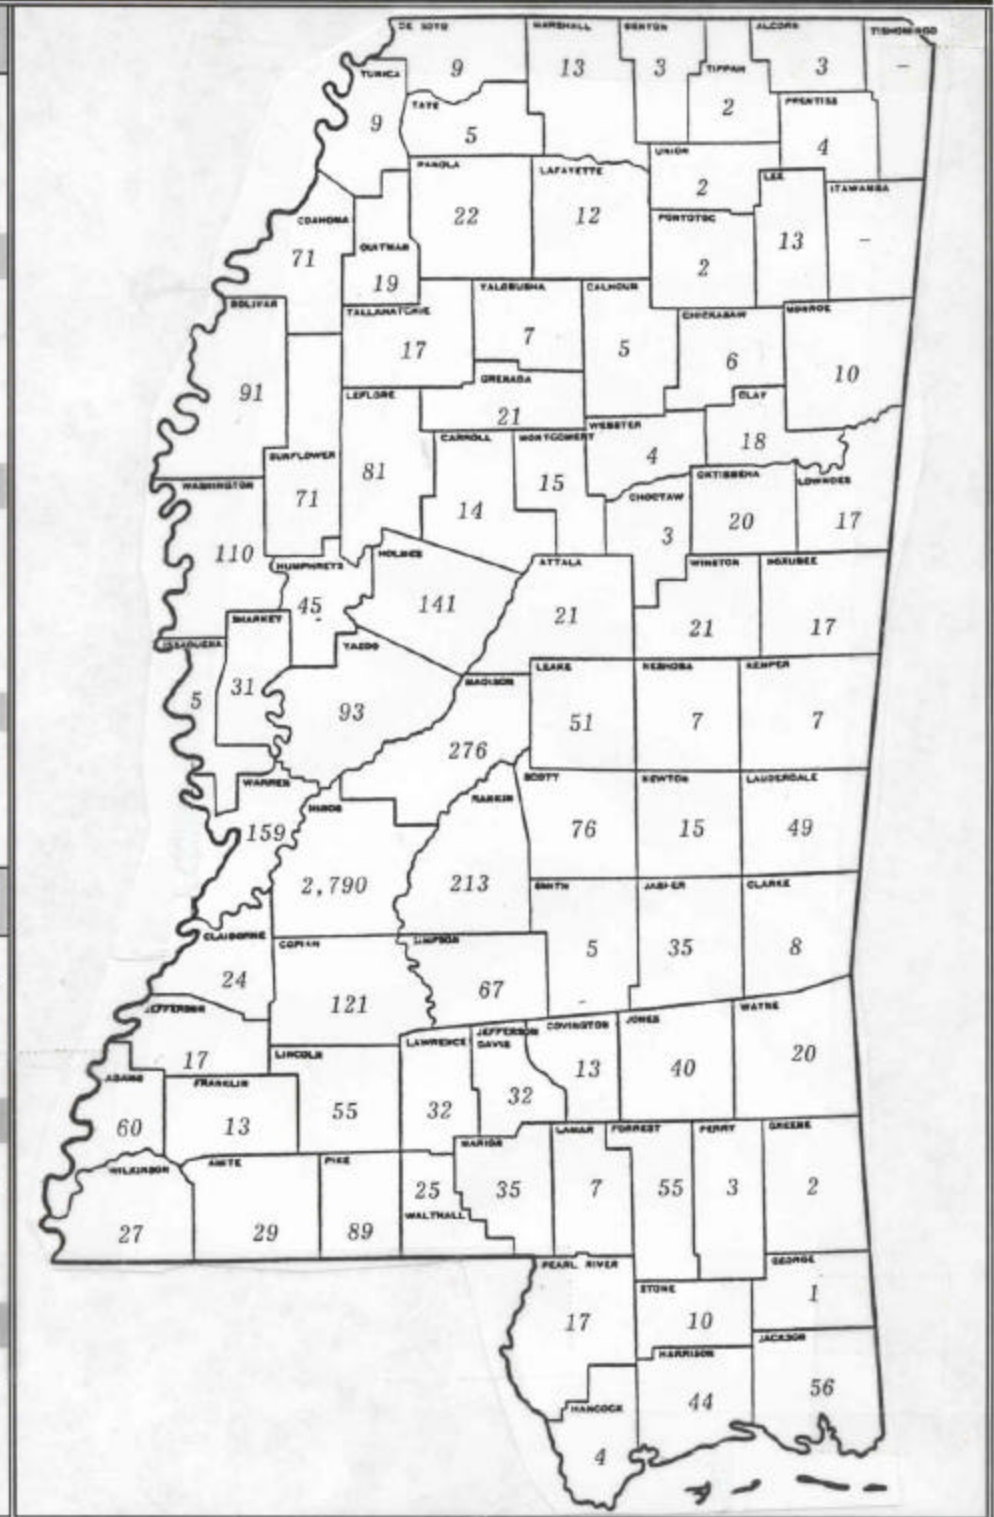 DE SOTO
MARSHALL
BENTON
TIPPAH
ALCORN
TISHOMINGO
9
13
3
2
3
–
TUNICA
9
TATE
5
PRENTISS
4
PANOLA
22
LAFAYETTE
12
UNION
2
LEE
13
ITAWAMBA
–
COAHOMA
71
QUITMAN
19
PONTOTOC
2
BOLIVAR
91
TALLAHATCHIE
17
YALOBUSHA
7
CALHOUN
5
CHICKASAW
6
MONROE
10
LEFLORE
81
GRENADA
21
CLAY
18
SUNFLOWER
71
CARROLL
14
MONTGOMERY
15
WEBSTER
4
WASHINGTON
110
CHOCTAW
3
OKTIBBEHA
20
LOWNDES
17
HUMPHREYS
45
HOLMES
141
ATTALA
21
WINSTON
21
NOXUBEE
17
ISSAQUENA
5
SHARKEY
31
YAZOO
93
MADISON
276
LEAKE
51
NESHOBA
7
KEMPER
7
WARREN
159
HINDS
2,790
RANKIN
213
SCOTT
76
NEWTON
15
LAUDERDALE
49
CLAIBORNE
24
COPIAH
121
SIMPSON
67
SMITH
5
JASPER
35
CLARKE
8
JEFFERSON
17
LINCOLN
55
LAWRENCE
32
JEFFERSON
DAVIS
32
COVINGTON
13
JONES
40
WAYNE
20
ADAMS
60
FRANKLIN
13
WILKINSON
27
AMITE
29
PIKE
89
25
WALTHALL
MARION
35
LAMAR
7
FORREST
55
PERRY
3
GREENE
2
PEARL RIVER
17
STONE
10
GEORGE
1
HARRISON
44
JACKSON
56
HANCOCK
4